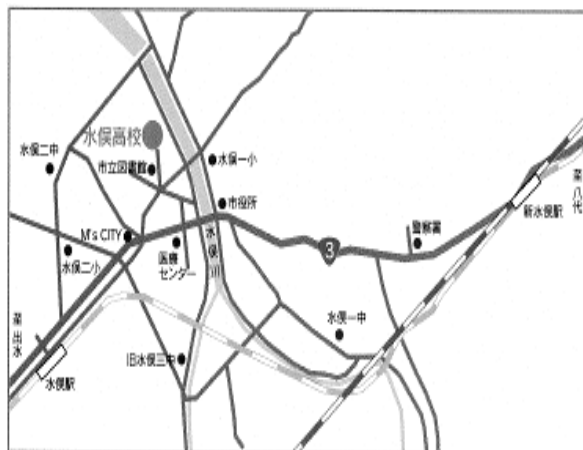 水俣高校
水俣二中
市立図書館
水俣一小
至八代
新水俣駅
市役所
M's CITY
水俣二小
医療
センター
水俣川
3
警察署
至出水
水俣駅
旧水俣三中
水俣一中